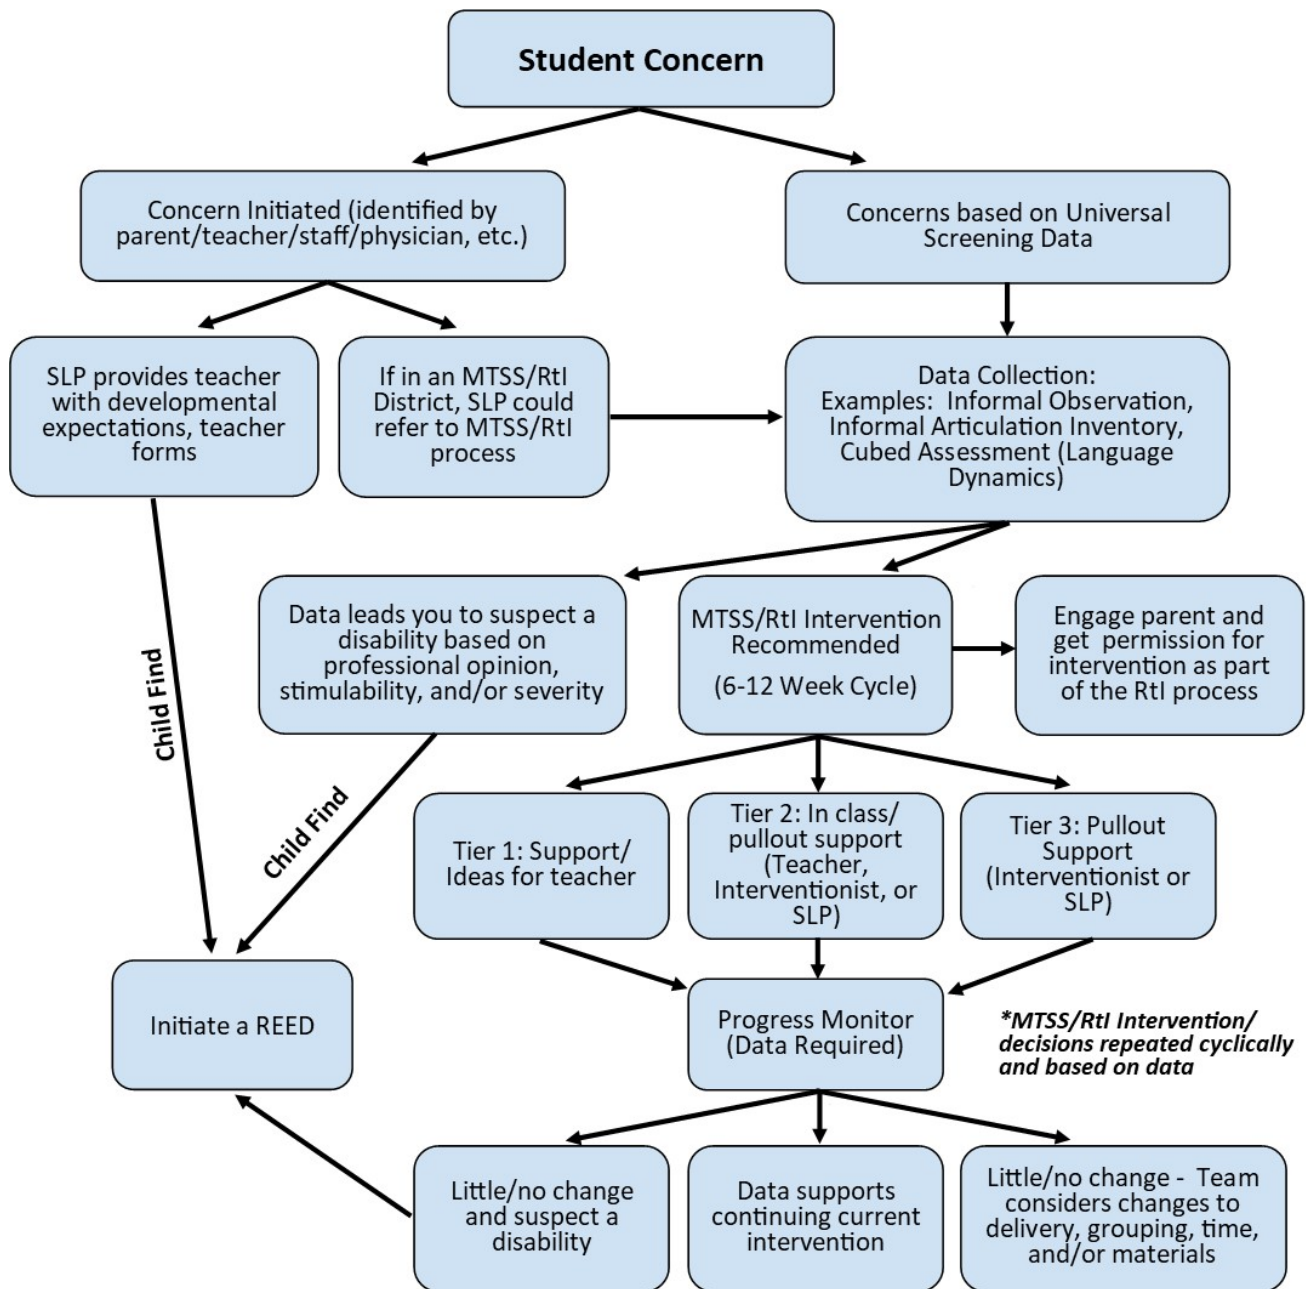 Student Concern
Concern Initiated (identified by
parent/teacher/staff/physician, etc.)
Concerns based on Universal
Screening Data
SLP provides teacher
with developmental
expectations, teacher
forms
If in an MTSS/RtI
District, SLP could
refer to MTSS/RtI
process
Data Collection:
Examples:  Informal Observation,
Informal Articulation Inventory,
Cubed Assessment (Language
Dynamics)
Data leads you to suspect a
disability based on
professional opinion,
stimulability, and/or severity
MTSS/RtI Intervention
Recommended
(6-12 Week Cycle)
Engage parent and
get  permission for
intervention as part
of the RtI process
Child Find
Child Find
Tier 1: Support/
Ideas for teacher
Tier 2: In class/
pullout support
(Teacher,
Interventionist, or
SLP)
Tier 3: Pullout
Support
(Interventionist or
SLP)
Initiate a REED
Progress Monitor
(Data Required)
*MTSS/RtI Intervention/
decisions repeated cyclically
and based on data
Little/no change
and suspect a
disability
Data supports
continuing current
intervention
Little/no change -  Team
considers changes to
delivery, grouping, time,
and/or materials